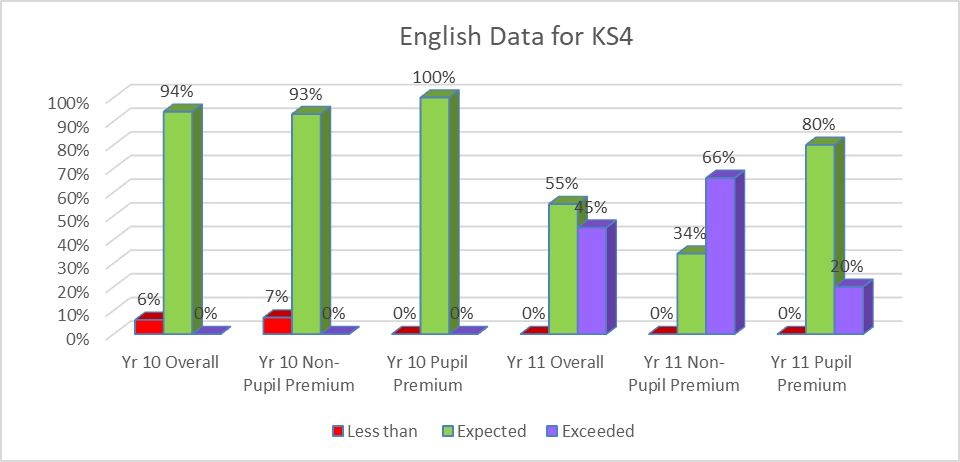 English Data for KS4
100%
94%
93%
100%
90%
80%
80%
70%
66%
60%
55%
50%
45%
40%
34%
30%
20%
20%
10%
6%
0%
7%
0%
0%
0%
0%
0%
0%
0%
Yr 10 Overall
Yr 10 Non-
Pupil Premium
Yr 10 Pupil
Premium
Yr 11 Overall
Yr 11 Non-
Pupil Premium
Yr 11 Pupil
Premium
Less than
Expected
Exceeded